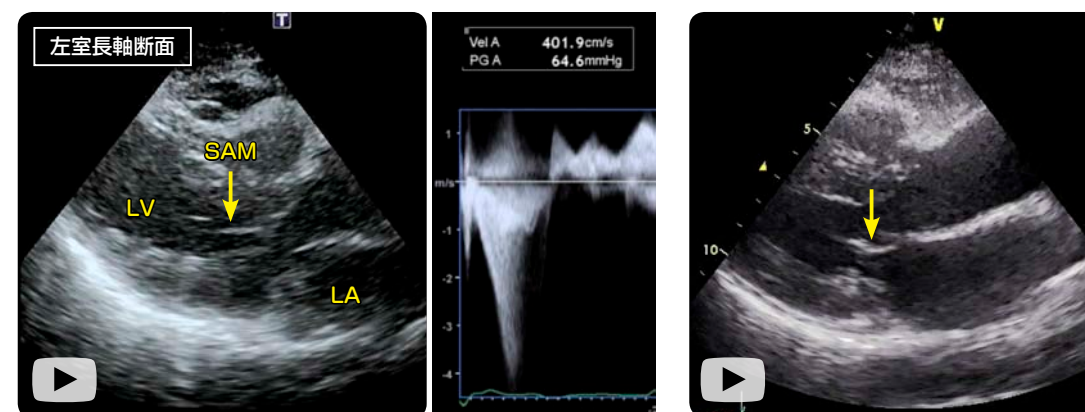 T
左室長軸断面
SAM
LV
LA
Vel A 401.9cm/s
PG A 64.6mmHg
1
m/s
-1
-2
-3
-4
V
5
10